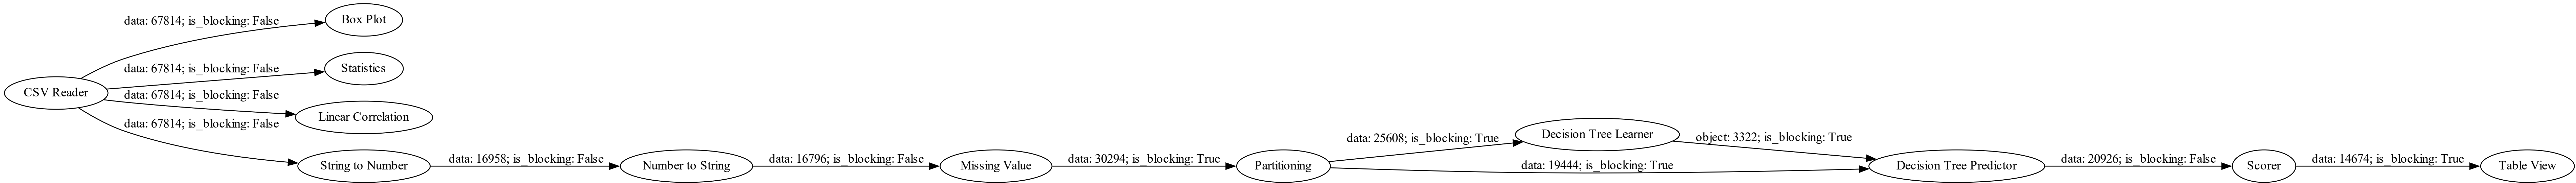 data: 67814; is_blocking: False
Box Plot
data: 67814; is_blocking: False
Statistics
CSV Reader
data: 67814; is_blocking: False
Linear Correlation
data: 67814; is_blocking: False
String to Number
data: 16958; is_blocking: False
Number to String
data: 16796; is_blocking: False
Missing Value
data: 30294; is_blocking: True
Partitioning
data: 25608; is_blocking: True
Decision Tree Learner
object: 3322; is_blocking: True
data: 19444; is_blocking: True
Decision Tree Predictor
data: 20926; is_blocking: False
Scorer
data: 14674; is_blocking: True
Table View